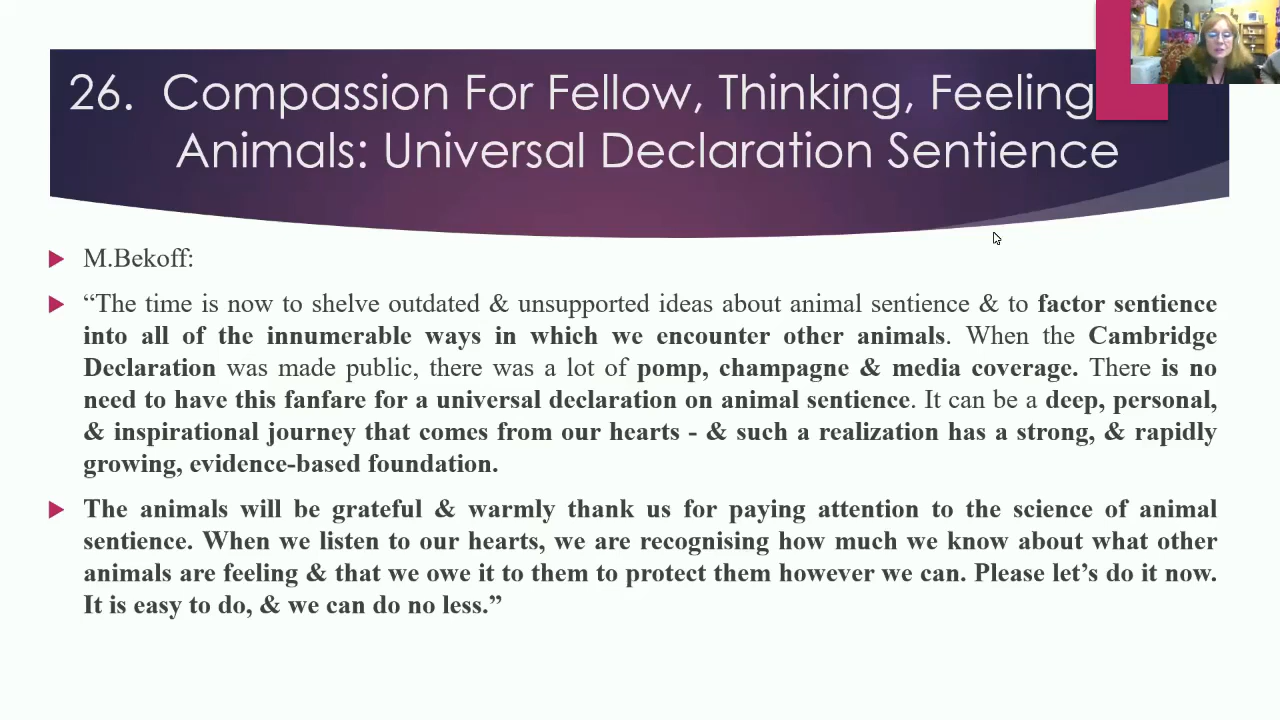 26. Compassion For Fellow, Thinking, Feeling
Animals: Universal Declaration Sentience
M.Bekoff:
“The time is now to shelve outdated & unsupported ideas about animal sentience & to factor sentience
into all of the innumerable ways in which we encounter other animals. When the Cambridge
Declaration was made public, there was a lot of pomp, champagne & media coverage. There is no
need to have this fanfare for a universal declaration on animal sentience. It can be a deep, personal,
& inspirational journey that comes from our hearts - & such a realization has a strong, & rapidly
growing, evidence-based foundation.
The animals will be grateful & warmly thank us for paying attention to the science of animal
sentience. When we listen to our hearts, we are recognising how much we know about what other
animals are feeling & that we owe it to them to protect them however we can. Please let’s do it now.
It is easy to do, & we can do no less.”